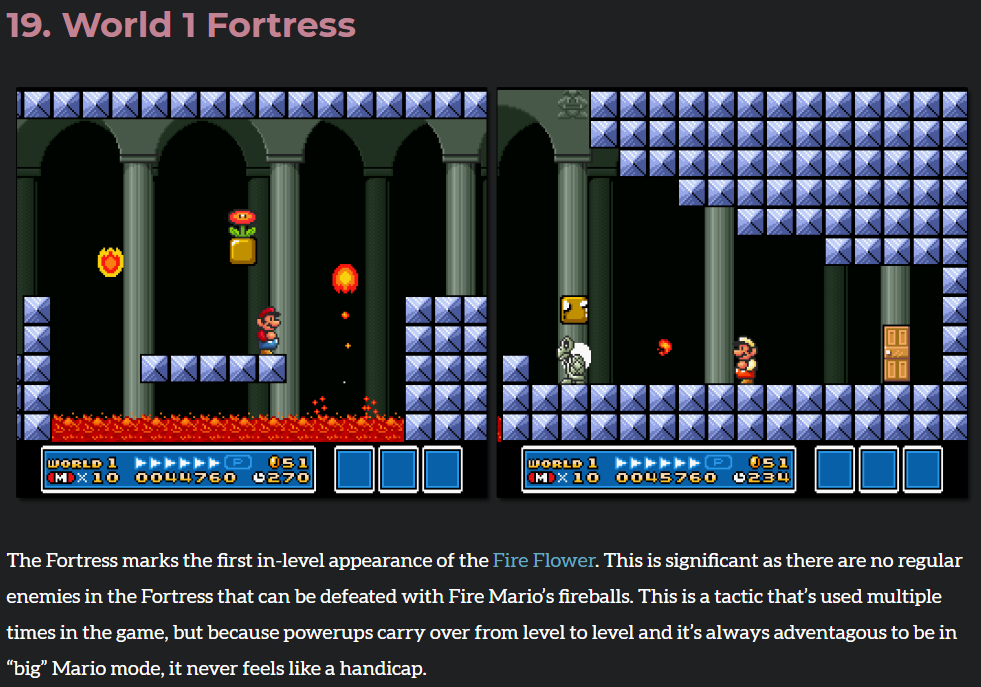 19. World 1 Fortress
WORLD 1 P 51
M × 10 0044760 270
WORLD 1 P 51
M × 10 0045760 234
The Fortress marks the first in-level appearance of the Fire Flower. This is significant as there are no regular
enemies in the Fortress that can be defeated with Fire Mario’s fireballs. This is a tactic that’s used multiple
times in the game, but because powerups carry over from level to level and it’s always adventagous to be in
“big” Mario mode, it never feels like a handicap.